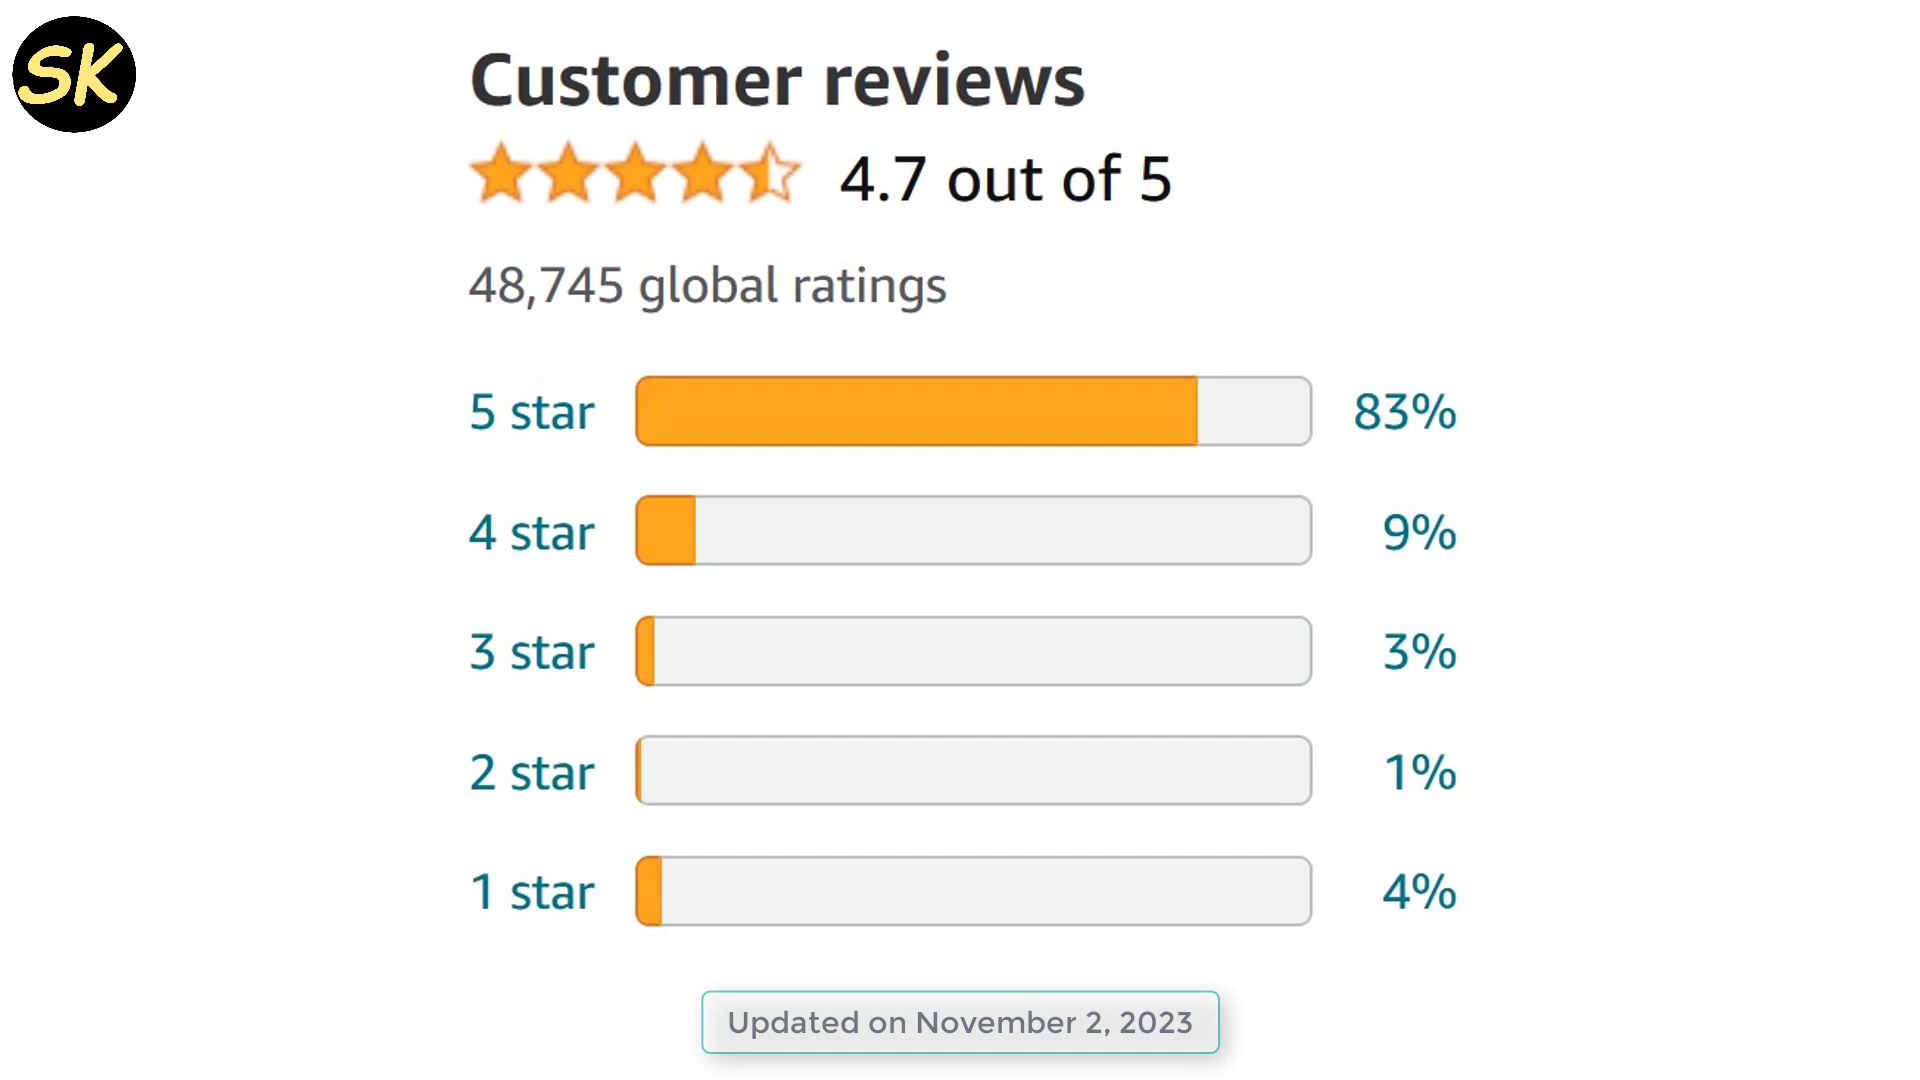 SK
Customer reviews
4.7 out of 5
48,745 global ratings
5 star 83%
4 star 9%
3 star 3%
2 star 1%
1 star 4%
Updated on November 2, 2023